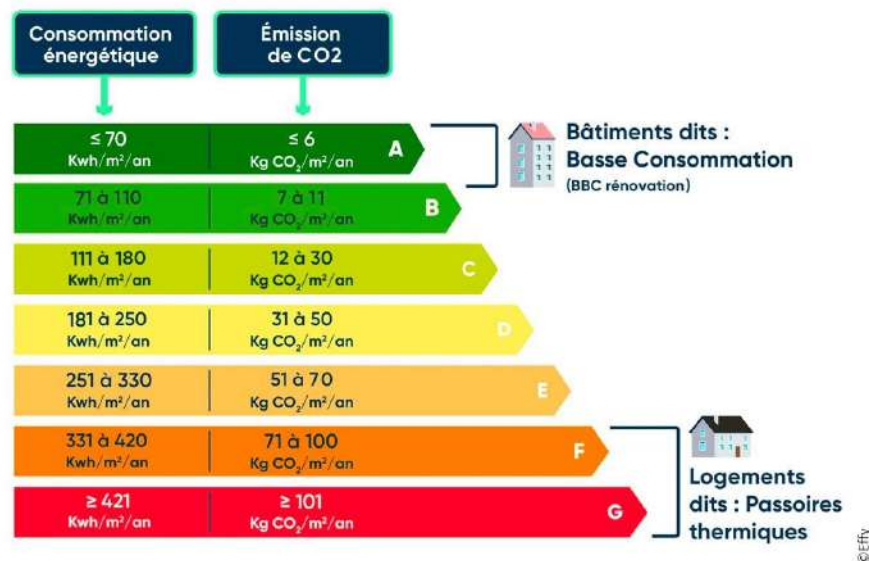 Consommation
énergétique
Émission
de CO2
≤ 70
Kwh/m²/an
≤ 6
Kg CO₂/m²/an
A
71 à 110
Kwh/m²/an
7 à 11
Kg CO₂/m²/an
B
111 à 180
Kwh/m²/an
12 à 30
Kg CO₂/m²/an
C
181 à 250
Kwh/m²/an
31 à 50
Kg CO₂/m²/an
D
251 à 330
Kwh/m²/an
51 à 70
Kg CO₂/m²/an
E
331 à 420
Kwh/m²/an
71 à 100
Kg CO₂/m²/an
F
≥ 421
Kwh/m²/an
≥ 101
Kg CO₂/m²/an
G
Bâtiments dits :
Basse Consommation
(BBC rénovation)
Logements
dits : Passoires
thermiques
©Effy